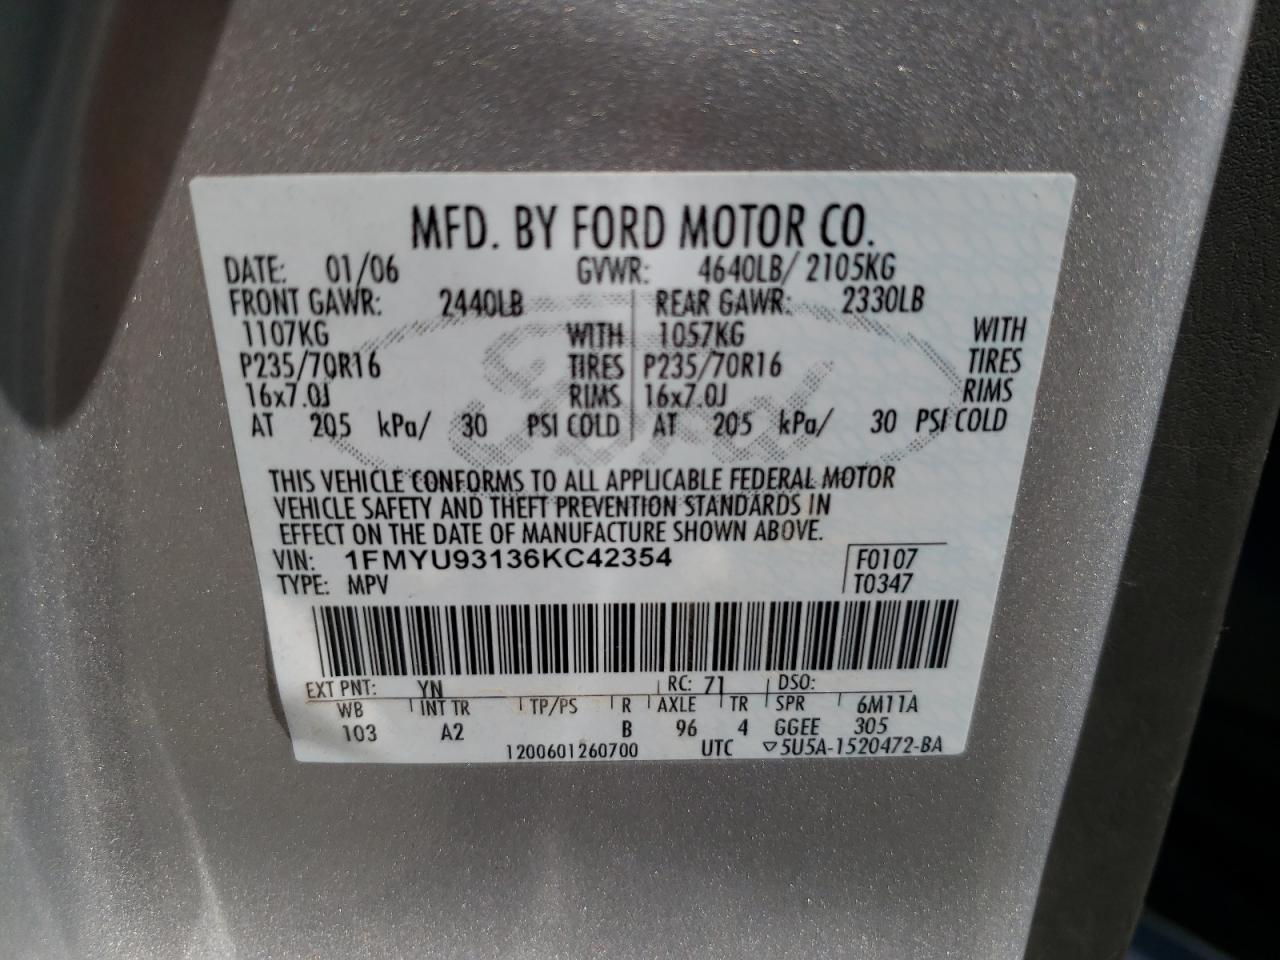 MFD. BY FORD MOTOR CO.
DATE: 01/06 GVWR: 4640LB/ 2105KG
FRONT GAWR: 2440LB REAR GAWR: 2330LB
1107KG WITH 1057KG WITH
P235/70R16 TIRES P235/70R16 TIRES
16x7.0J RIMS 16x7.0J RIMS
AT 205 kPa/ 30 PSI COLD AT 205 kPa/ 30 PSI COLD
THIS VEHICLE CONFORMS TO ALL APPLICABLE FEDERAL MOTOR
VEHICLE SAFETY AND THEFT PREVENTION STANDARDS IN
EFFECT ON THE DATE OF MANUFACTURE SHOWN ABOVE.
VIN: 1FMYU93136KC42354 F0107
TYPE: MPV T0347
EXT PNT: YN RC: 71 DSO:
WB INT TR TP/PS R AXLE TR SPR 6M11A
103 A2 B 96 4 GGEE 305
1200601260700 UTC ▽5U5A-1520472-BA